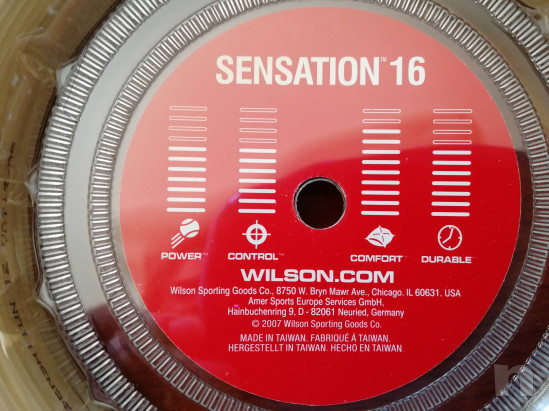 SENSATION™ 16
POWER™ CONTROL™ COMFORT™ DURABLE™
WILSON.COM
Wilson Sporting Goods Co., 8750 W. Bryn Mawr Ave., Chicago, IL 60631. USA
Amer Sports Europe Services GmbH,
Hainbuchenring 9, D - 82061 Neuried, Germany
© 2007 Wilson Sporting Goods Co.
MADE IN TAIWAN. FABRIQUÉ À TAIWAN.
HERGESTELLT IN TAIWAN. HECHO EN TAIWAN.
n